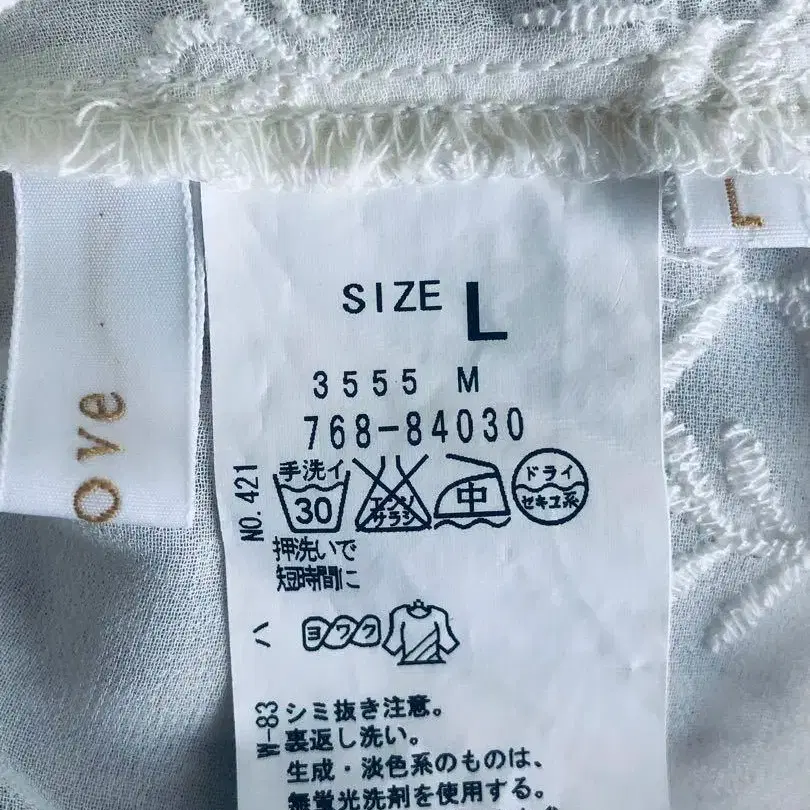 L
ove
SIZE L
3555 M
768-84030
NO.421
手洗イ
30
エンソ
サラシ
中
ドライ
セキユ系
押洗いで
短時間に
ハ
ヨワク
W-83
シミ抜き注意。
裏返し洗い。
生成・淡色系のものは、
無蛍光洗剤を使用する。